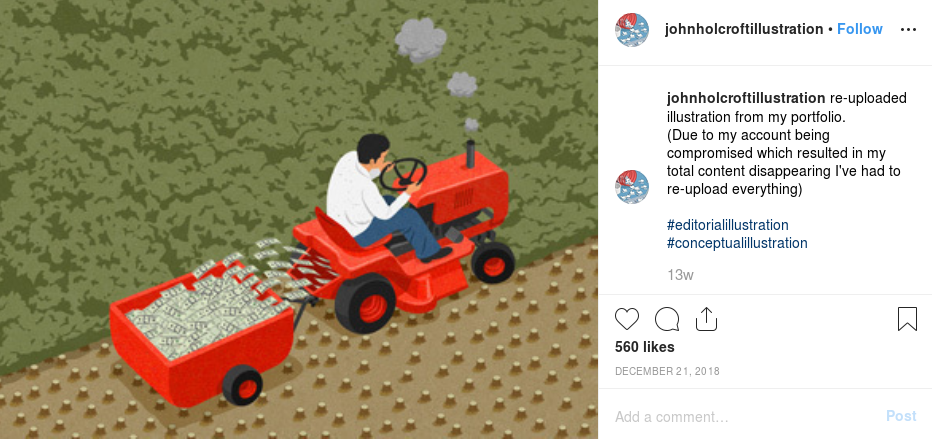 johnholcroftillustration • Follow
johnholcroftillustration re-uploaded
illustration from my portfolio.
(Due to my account being
compromised which resulted in my
total content disappearing I've had to
re-upload everything)
#editorialillustration
#conceptualillustration
13w
560 likes
DECEMBER 21, 2018
Add a comment…
Post